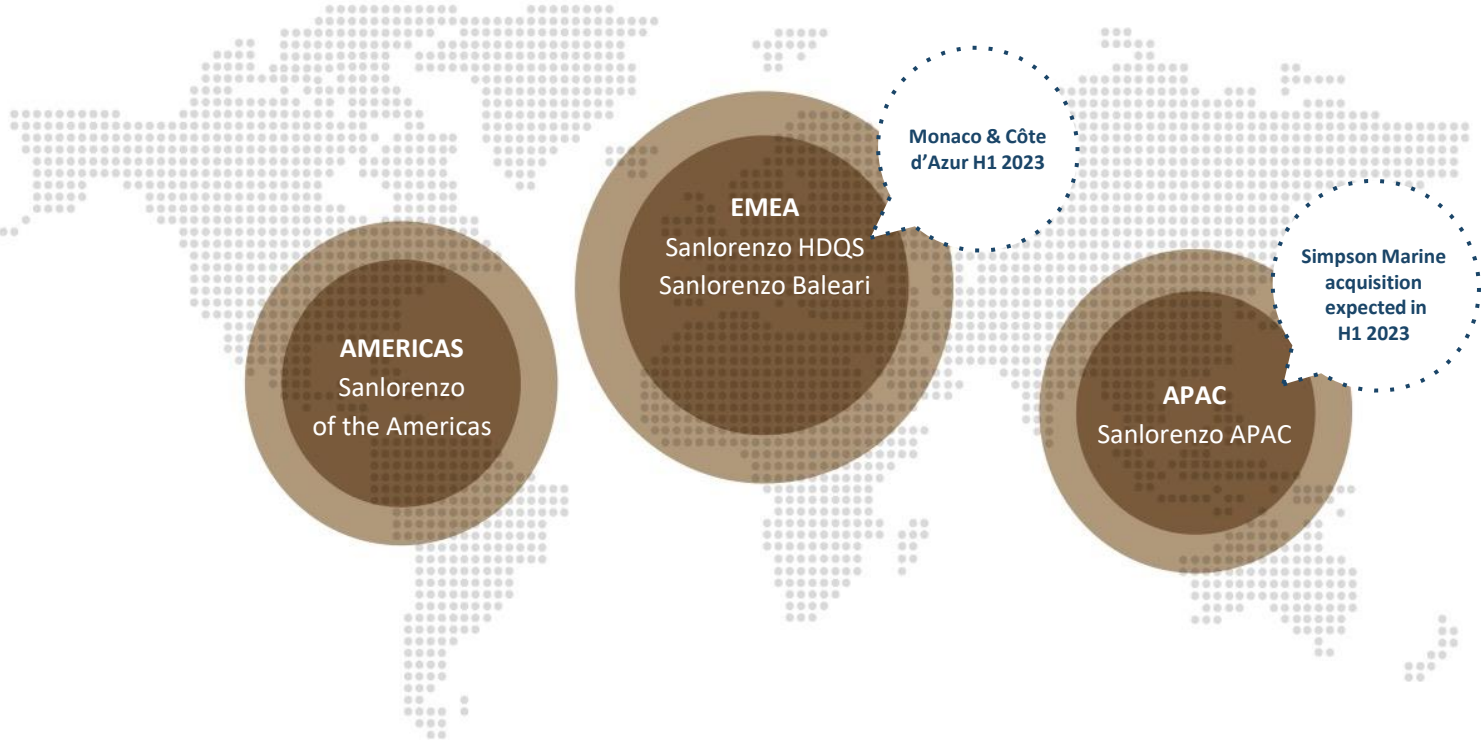 Monaco & Côte
d’Azur H1 2023
EMEA
Sanlorenzo HDQS
Sanlorenzo Baleari
Simpson Marine
acquisition
expected in
H1 2023
AMERICAS
Sanlorenzo
of the Americas
APAC
Sanlorenzo APAC